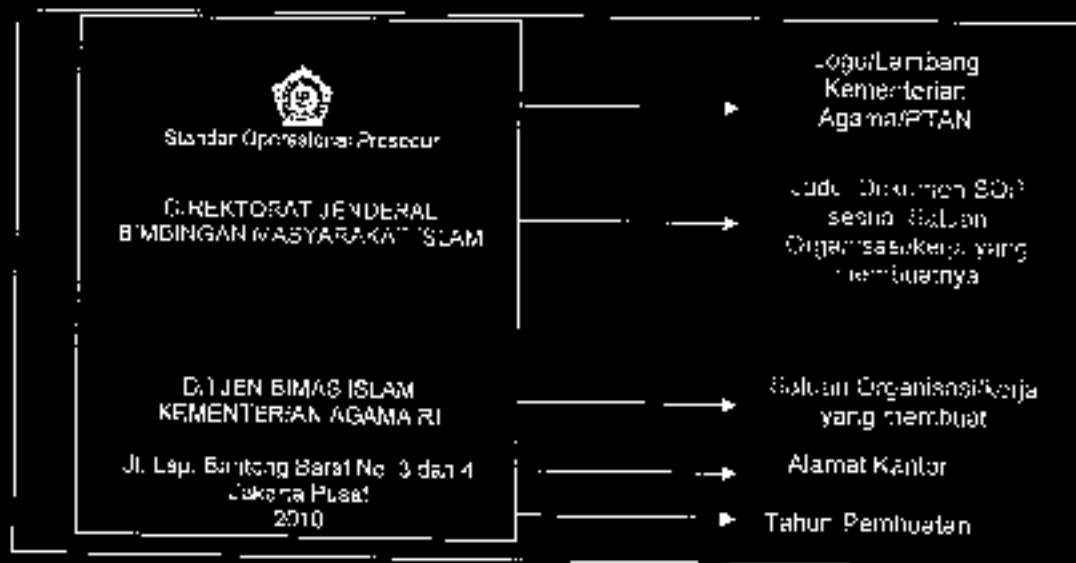 Standar Operasional Prosedur
DIREKTORAT JENDERAL
BIMBINGAN MASYARAKAT ISLAM
DITJEN BIMAS ISLAM
KEMENTERIAN AGAMA RI
Jl. Lap. Banteng Barat No. 3 dan 4
Jakarta Pusat
2010
Logo/Lambang
Kementerian
Agama/PTAN
Judul Dokumen SOP
sesuai Satuan
Organisasi/kerja yang
membuatnya
Satuan Organisasi/kerja
yang membuat
Alamat Kantor
Tahun Pembuatan